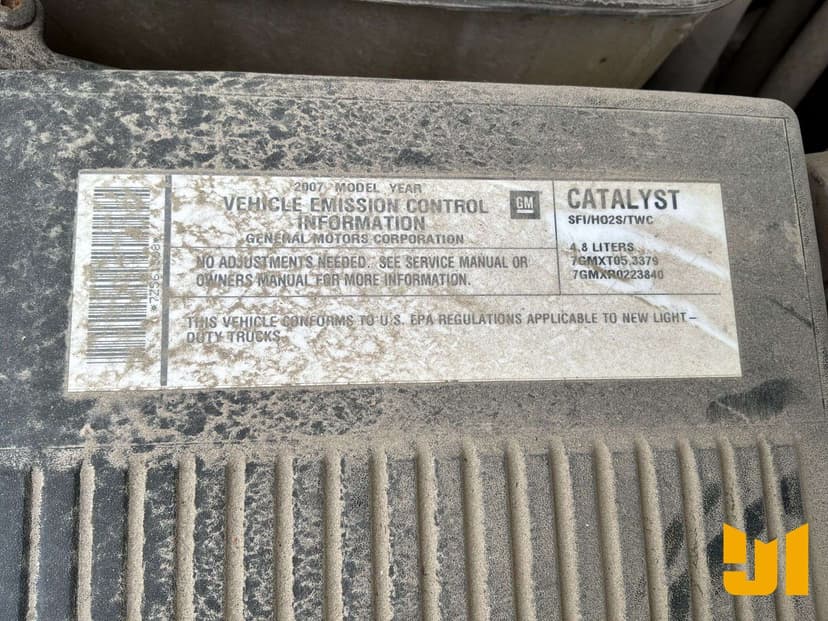 2007 MODEL YEAR
VEHICLE EMISSION CONTROL
INFORMATION
GENERAL MOTORS CORPORATION
GM
NO ADJUSTMENTS NEEDED. SEE SERVICE MANUAL OR
OWNERS MANUAL FOR MORE INFORMATION.
CATALYST
SFI/HO2S/TWC
4.8 LITERS
7GMXT05.3379
7GMXR0223840
THIS VEHICLE CONFORMS TO U.S. EPA REGULATIONS APPLICABLE TO NEW LIGHT-
DUTY TRUCKS.